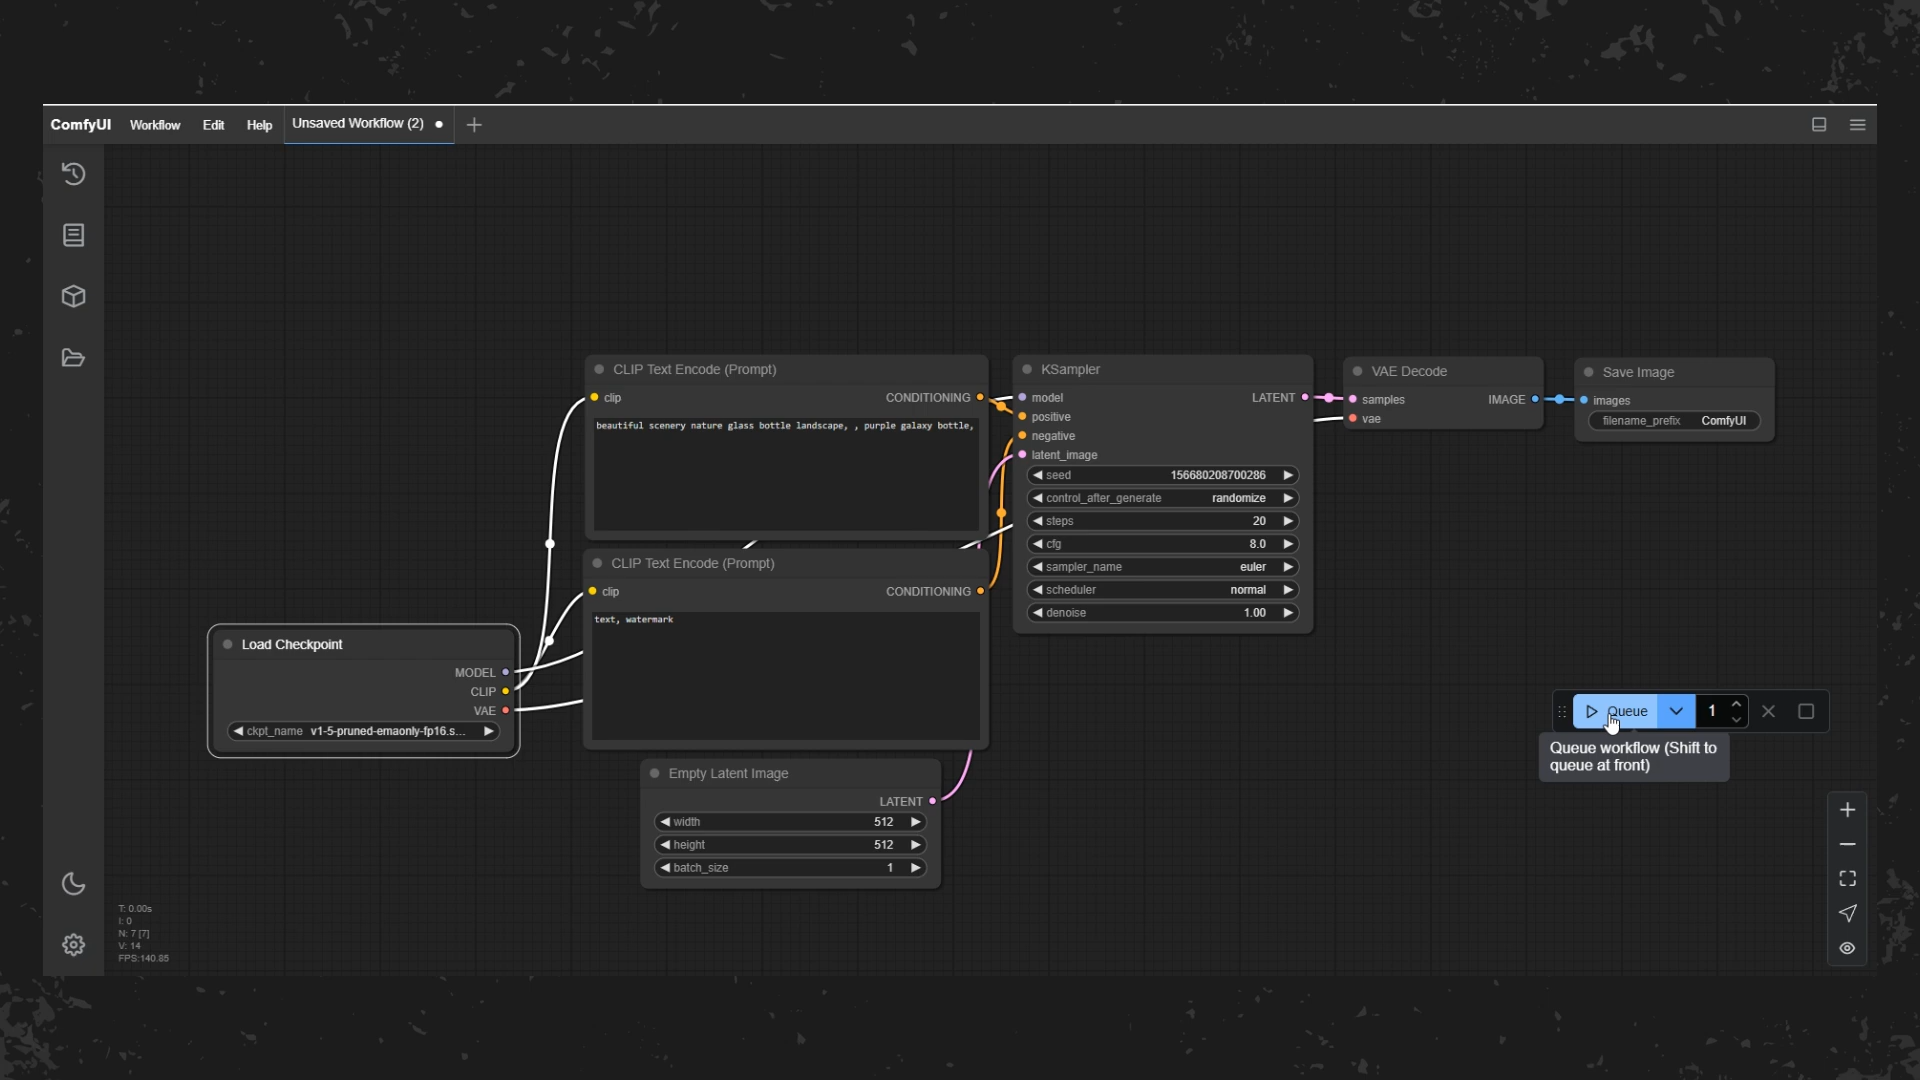 ComfyUI Workflow Edit Help Unsaved Workflow (2)
CLIP Text Encode (Prompt)
clip CONDITIONING
beautiful scenery nature glass bottle landscape, , purple galaxy bottle,
CLIP Text Encode (Prompt)
clip CONDITIONING
text, watermark
Load Checkpoint
MODEL
CLIP
VAE
ckpt_name v1-5-pruned-emaonly-fp16.s...
Empty Latent Image
LATENT
width 512
height 512
batch_size 1
KSampler
model LATENT
positive
negative
latent_image
seed 156680208700286
control_after_generate randomize
steps 20
cfg 8.0
sampler_name euler
scheduler normal
denoise 1.00
VAE Decode
samples IMAGE
vae
Save Image
images
filename_prefix ComfyUI
Queue 1
Queue workflow (Shift to
queue at front)
T: 0.00s
I: 0
N: 7 [7]
V: 14
FPS:140.85